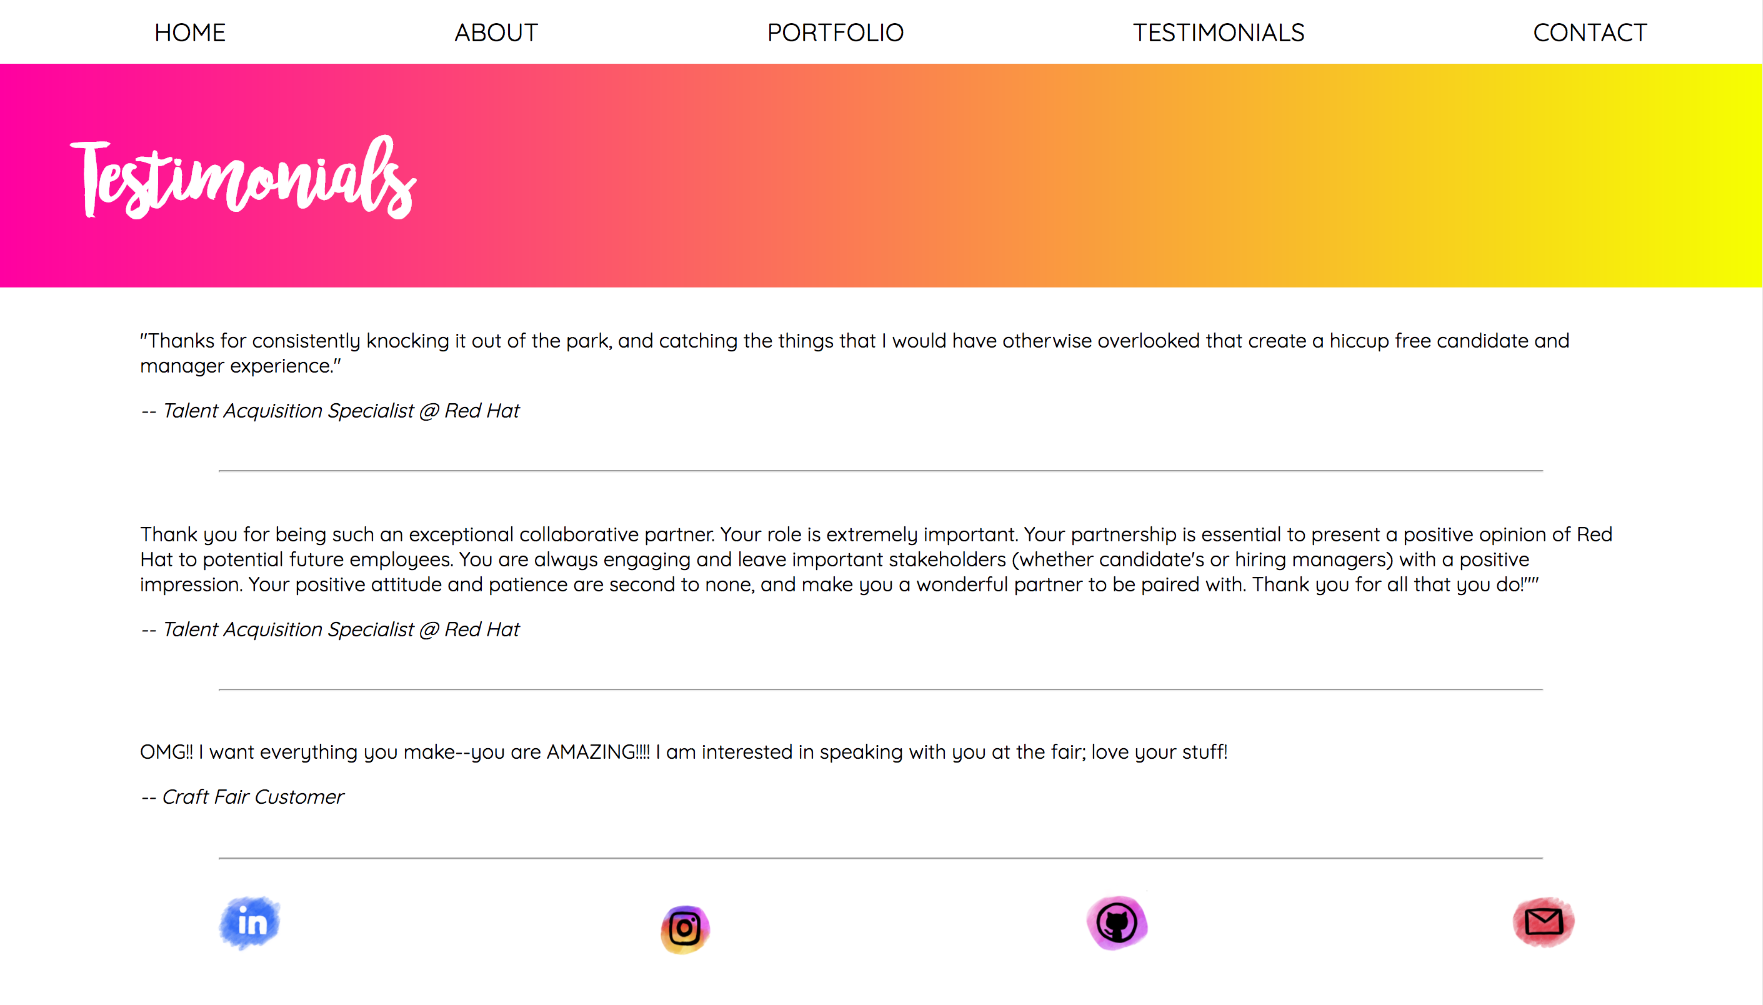 HOME ABOUT PORTFOLIO TESTIMONIALS CONTACT
Testimonials
"Thanks for consistently knocking it out of the park, and catching the things that I would have otherwise overlooked that create a hiccup free candidate and
manager experience."
-- Talent Acquisition Specialist @ Red Hat
Thank you for being such an exceptional collaborative partner. Your role is extremely important. Your partnership is essential to present a positive opinion of Red
Hat to potential future employees. You are always engaging and leave important stakeholders (whether candidate's or hiring managers) with a positive
impression. Your positive attitude and patience are second to none, and make you a wonderful partner to be paired with. Thank you for all that you do!""
-- Talent Acquisition Specialist @ Red Hat
OMG!! I want everything you make--you are AMAZING!!!! I am interested in speaking with you at the fair; love your stuff!
-- Craft Fair Customer
in